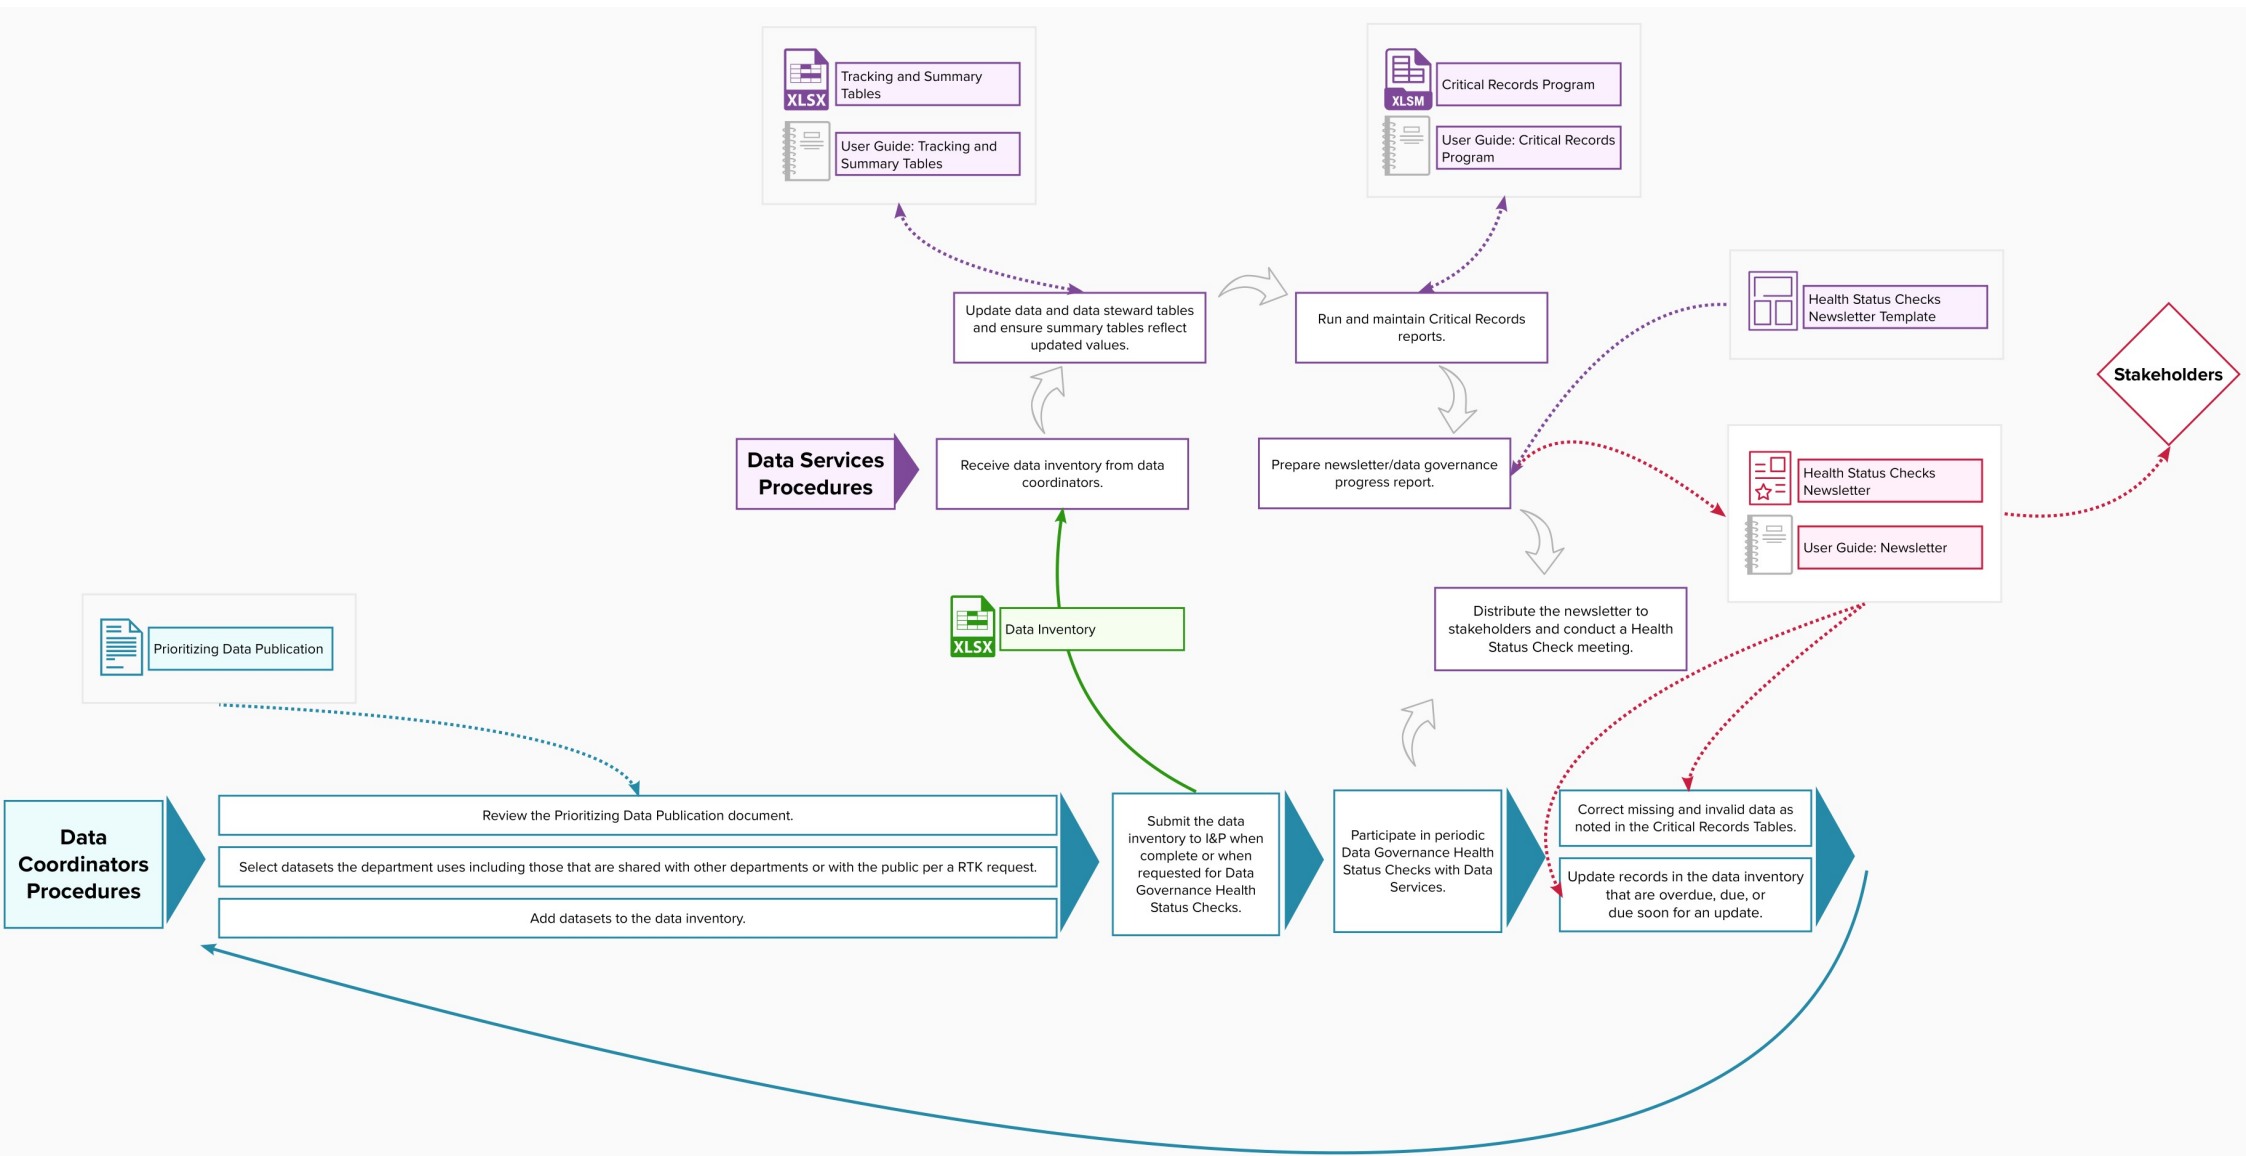 XLSX
Tracking and Summary
Tables
User Guide: Tracking and
Summary Tables
XLSM
Critical Records Program
User Guide: Critical Records
Program
Update data and data steward tables
and ensure summary tables reflect
updated values.
Run and maintain Critical Records
reports.
Health Status Checks
Newsletter Template
Stakeholders
Data Services
Procedures
Receive data inventory from data
coordinators.
Prepare newsletter/data governance
progress report.
Health Status Checks
Newsletter
User Guide: Newsletter
XLSX
Data Inventory
Distribute the newsletter to
stakeholders and conduct a Health
Status Check meeting.
Prioritizing Data Publication
Data
Coordinators
Procedures
Review the Prioritizing Data Publication document.
Select datasets the department uses including those that are shared with other departments or with the public per a RTK request.
Add datasets to the data inventory.
Submit the data
inventory to I&P when
complete or when
requested for Data
Governance Health
Status Checks.
Participate in periodic
Data Governance Health
Status Checks with Data
Services.
Correct missing and invalid data as
noted in the Critical Records Tables.
Update records in the data inventory
that are overdue, due, or
due soon for an update.